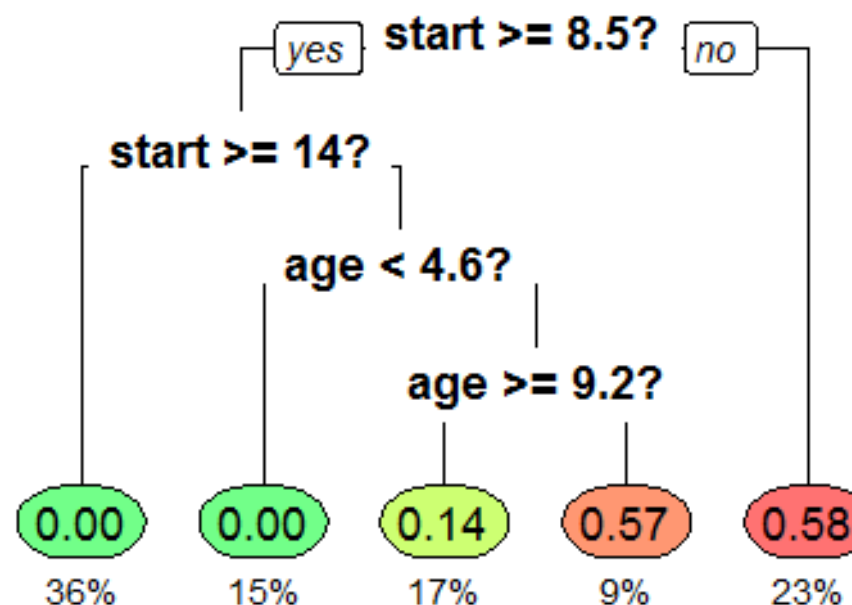 yes start >= 8.5? no
start >= 14?
age < 4.6?
age >= 9.2?
0.00 0.00 0.14 0.57 0.58
36% 15% 17% 9% 23%